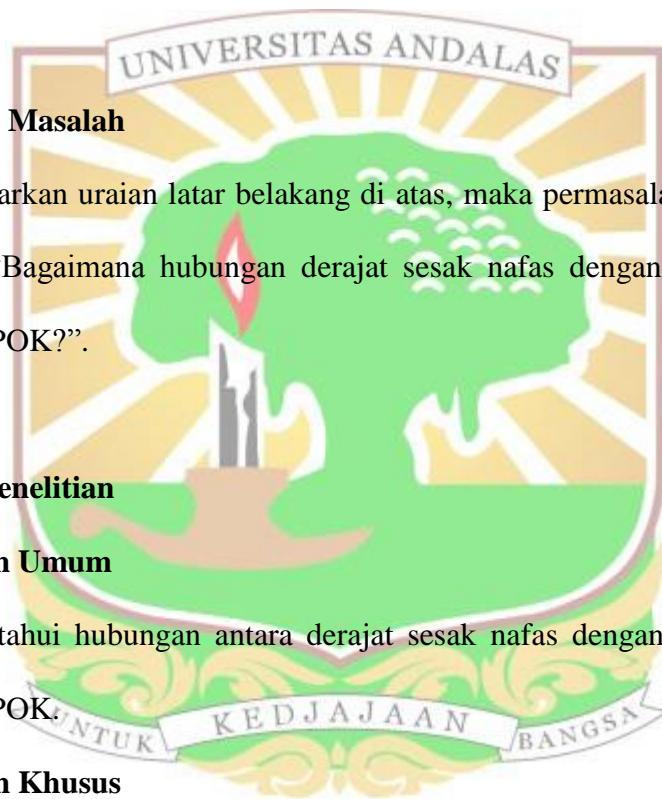 UNIVERSITAS ANDALAS
Masalah
arkan uraian latar belakang di atas, maka permasala
"Bagaimana hubungan derajat sesak nafas dengan
POK?".
enelitian
n Umum
tahui hubungan antara derajat sesak nafas dengan
POK.
UNTUK KEDJAJAAN BANGSA
n Khusus